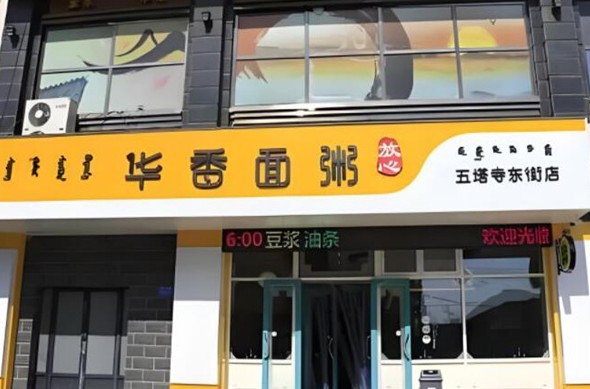 华香面粥
放心
五塔寺东街店
6:00豆浆 油条 欢迎光临